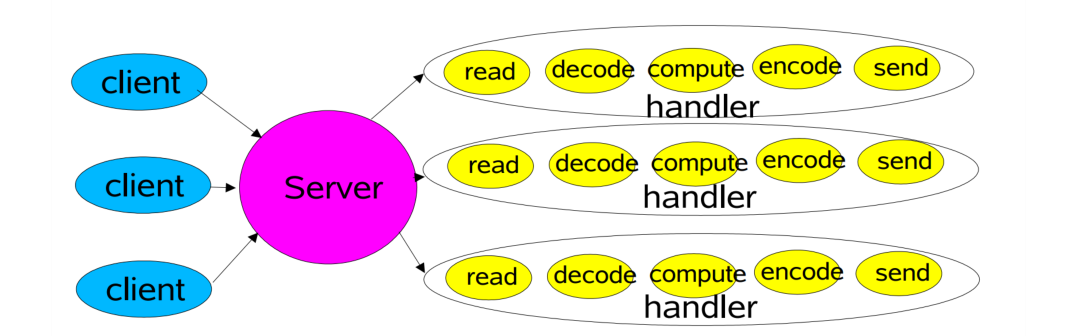 client
client
client
Server
read decode compute encode send
handler
read decode compute encode send
handler
read decode compute encode send
handler